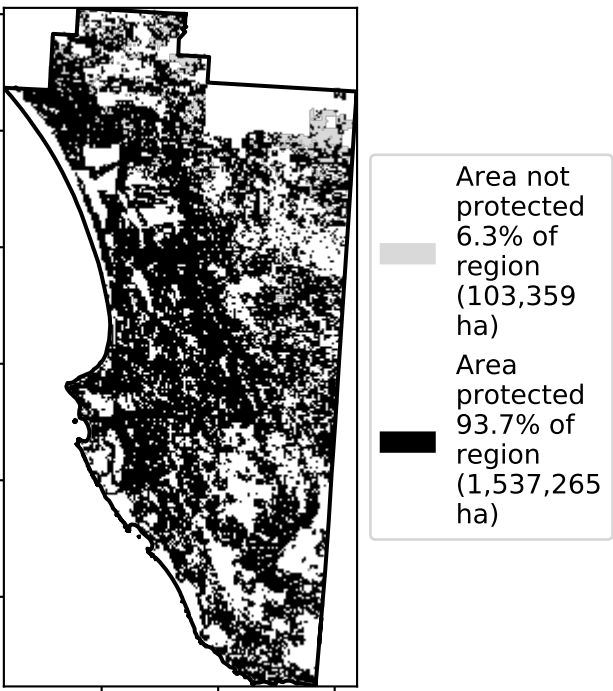 Area not
protected
6.3% of
region
(103,359
ha)
Area
protected
93.7% of
region
(1,537,265
ha)